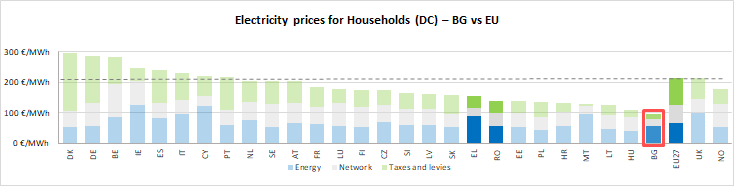 Electricity prices for Households (DC) – BG vs EU
300 €/MWh
200 €/MWh
100 €/MWh
0 €/MWh
DK DE BE IE ES IT CY PT NL SE AT FR LU FI CZ SI LV SK EL RO EE PL HR MT LT HU BG EU27 UK NO
Energy Network Taxes and levies